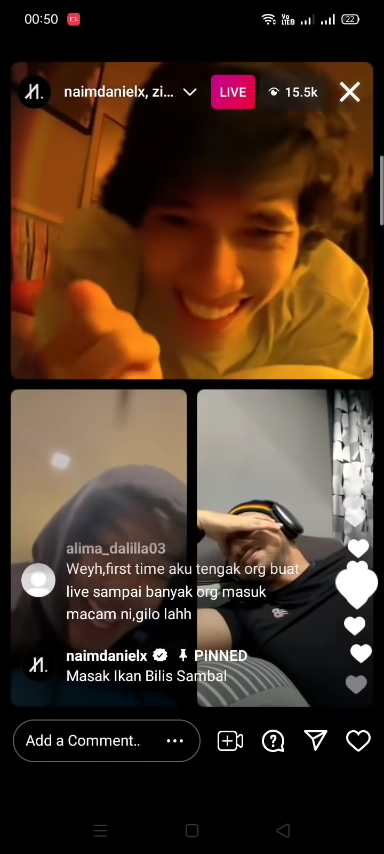 00:50
22
naimdanielx, zi...
LIVE
15.5k
alima_dalilla03
Weyh,first time aku tengak org buat
live sampai banyak org masuk
macam ni,gilo lahh
naimdanielx PINNED
Masak Ikan Bilis Sambal
Add a Comment..